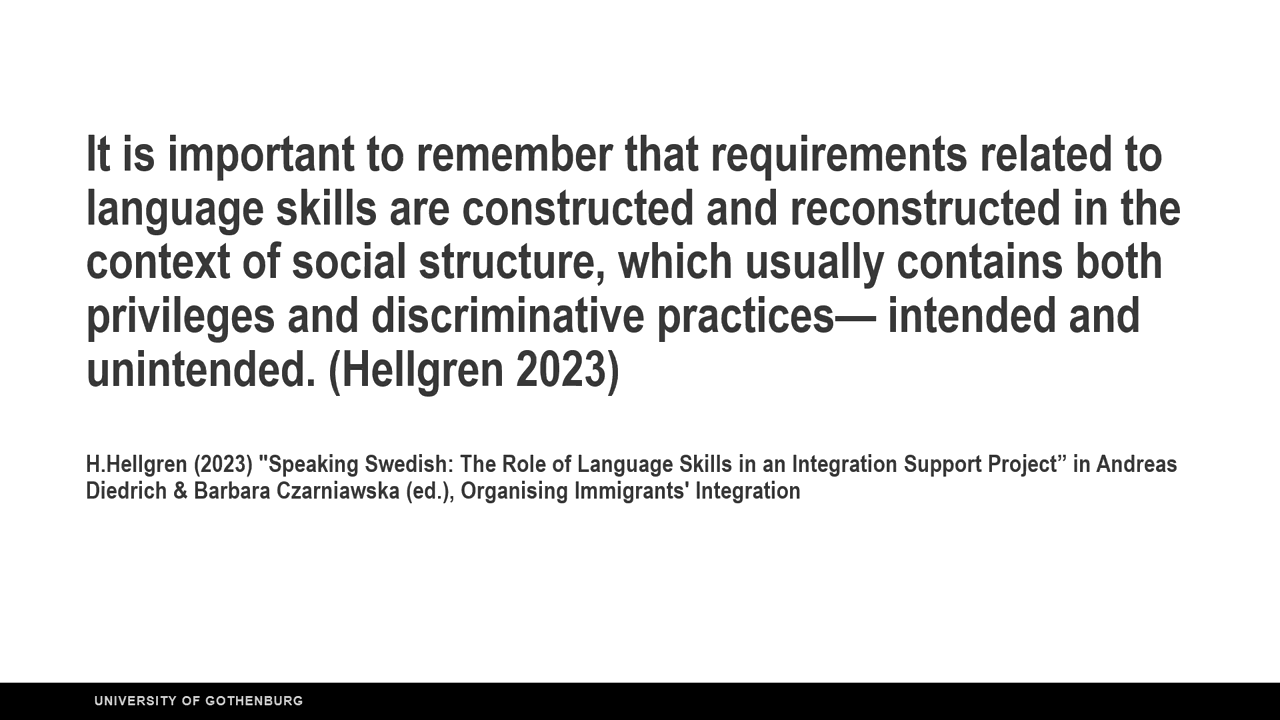 It is important to remember that requirements related to
language skills are constructed and reconstructed in the
context of social structure, which usually contains both
privileges and discriminative practices— intended and
unintended. (Hellgren 2023)
H.Hellgren (2023) "Speaking Swedish: The Role of Language Skills in an Integration Support Project” in Andreas
Diedrich & Barbara Czarniawska (ed.), Organising Immigrants' Integration
UNIVERSITY OF GOTHENBURG